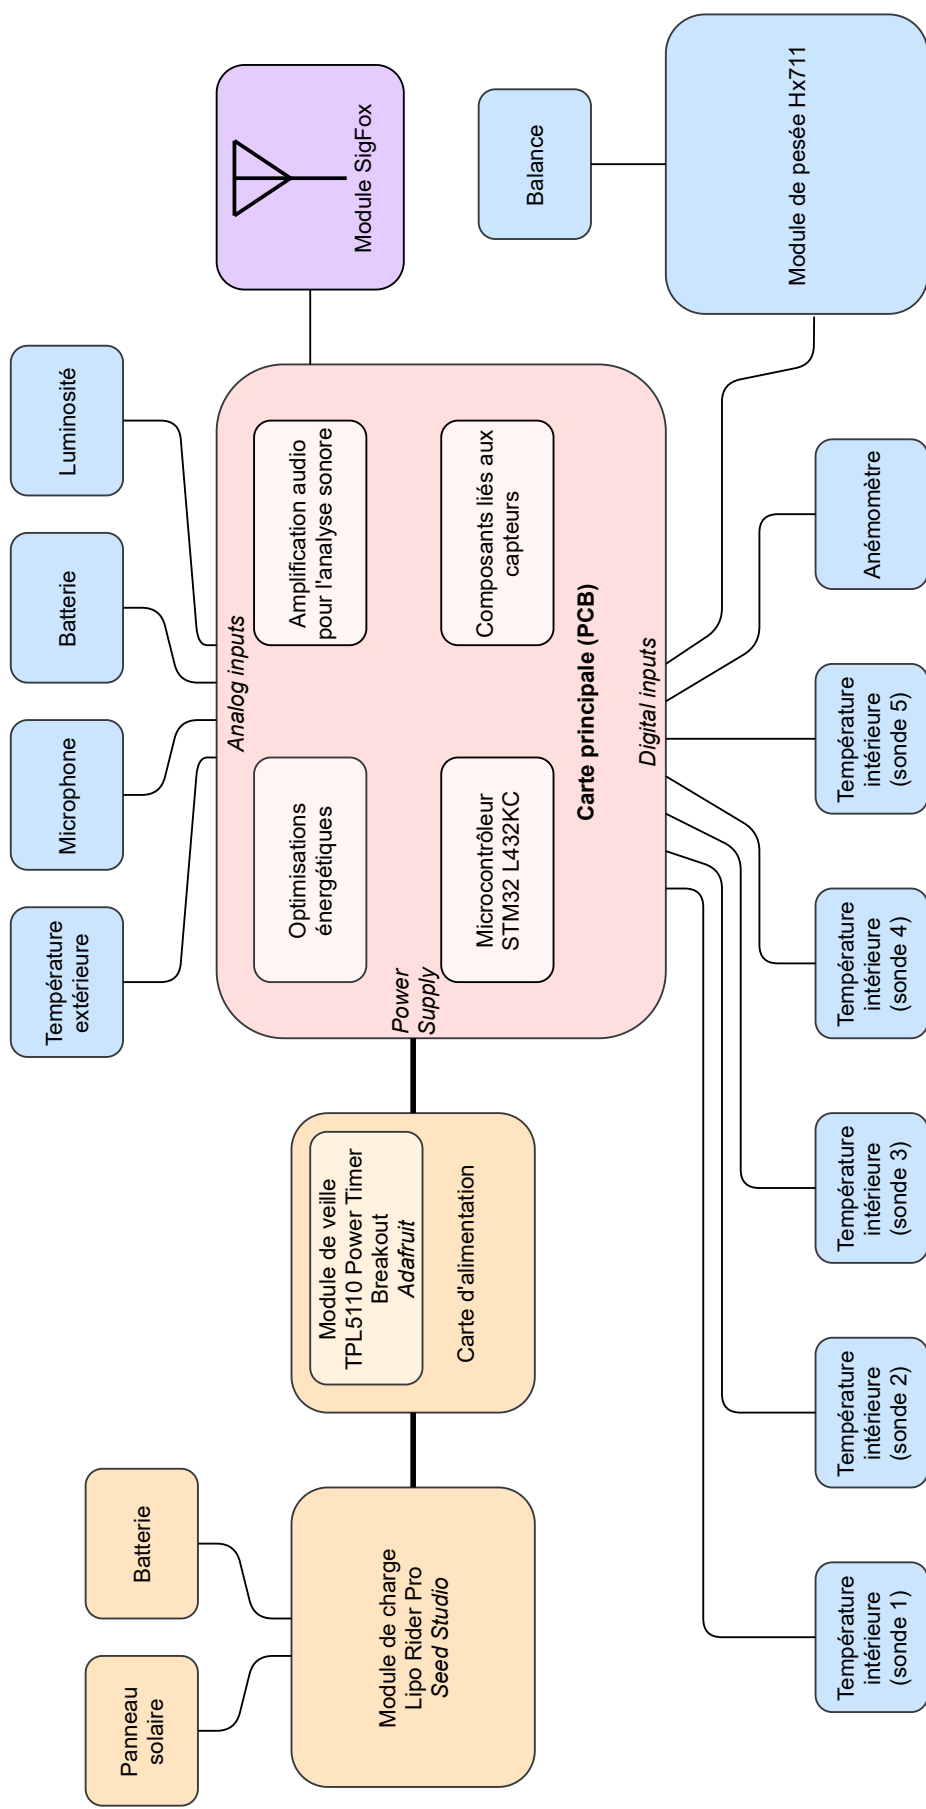 Panneau
solaire
Batterie
Température
extérieure
Microphone
Batterie
Luminosité
Module de charge
Lipo Rider Pro
Seed Studio
Module de veille
TPL5110 Power Timer
Breakout
Adafruit
Carte d'alimentation
Power
Supply
Analog inputs
Optimisations
énergétiques
Amplification audio
pour l'analyse sonore
Microcontrôleur
STM32 L432KC
Composants liés aux
capteurs
Carte principale (PCB)
Digital inputs
Module SigFox
Balance
Module de pesée Hx711
Température
intérieure
(sonde 1)
Température
intérieure
(sonde 2)
Température
intérieure
(sonde 3)
Température
intérieure
(sonde 4)
Température
intérieure
(sonde 5)
Anémomètre